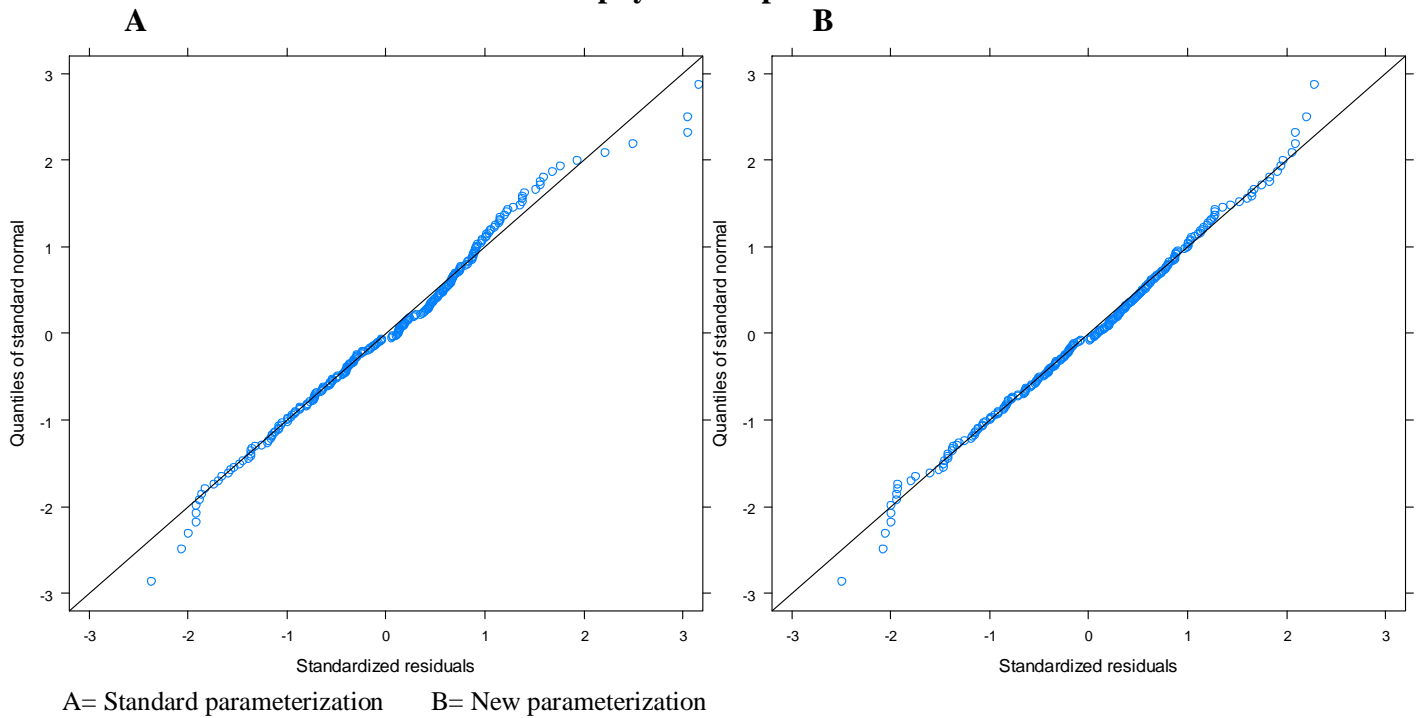 A B
3 3
2 2
1 1
0 0
-1 -1
-2 -2
-3 -3
Quantiles of standard normal Quantiles of standard normal
-3 -2 -1 0 1 2 3 -3 -2 -1 0 1 2 3
Standardized residuals Standardized residuals
A= Standard parameterization B= New parameterization